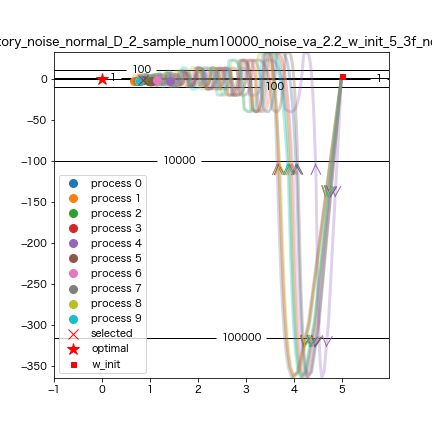 tory_noise_normal_D_2_sample_num10000_noise_va_2.2_w_init_5_3f_no
0
−50
−100
−150
−200
−250
−300
−350
−1
0
1
2
3
4
5
100
1
1
100
10000
100000
process 0
process 1
process 2
process 3
process 4
process 5
process 6
process 7
process 8
process 9
selected
optimal
w_init